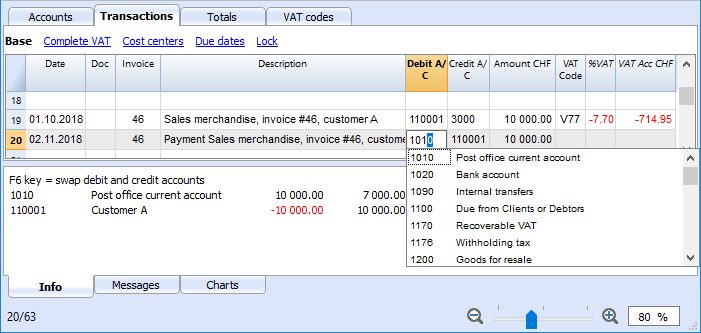 Accounts Transactions Totals VAT codes
Base Complete VAT Cost centers Due dates Lock
Date Doc Invoice Description Debit A/C Credit A/C Amount CHF VAT Code %VAT VAT Acc CHF
18
19 01.10.2018 46 Sales merchandise, invoice #46, customer A 110001 3000 10 000.00 V77 -7.70 -714.95
20 02.11.2018 46 Payment Sales merchandise, invoice #46, custome 1010 110001 10 000.00
1010 Post office current account
1020 Bank account
1090 Internal transfers
1100 Due from Clients or Debtors
1170 Recoverable VAT
1176 Withholding tax
1200 Goods for resale
F6 key = swap debit and credit accounts
1010 Post office current account 10 000.00 7 000.00
110001 Customer A -10 000.00 10 000.00
Info Messages Charts
20/63 80 %